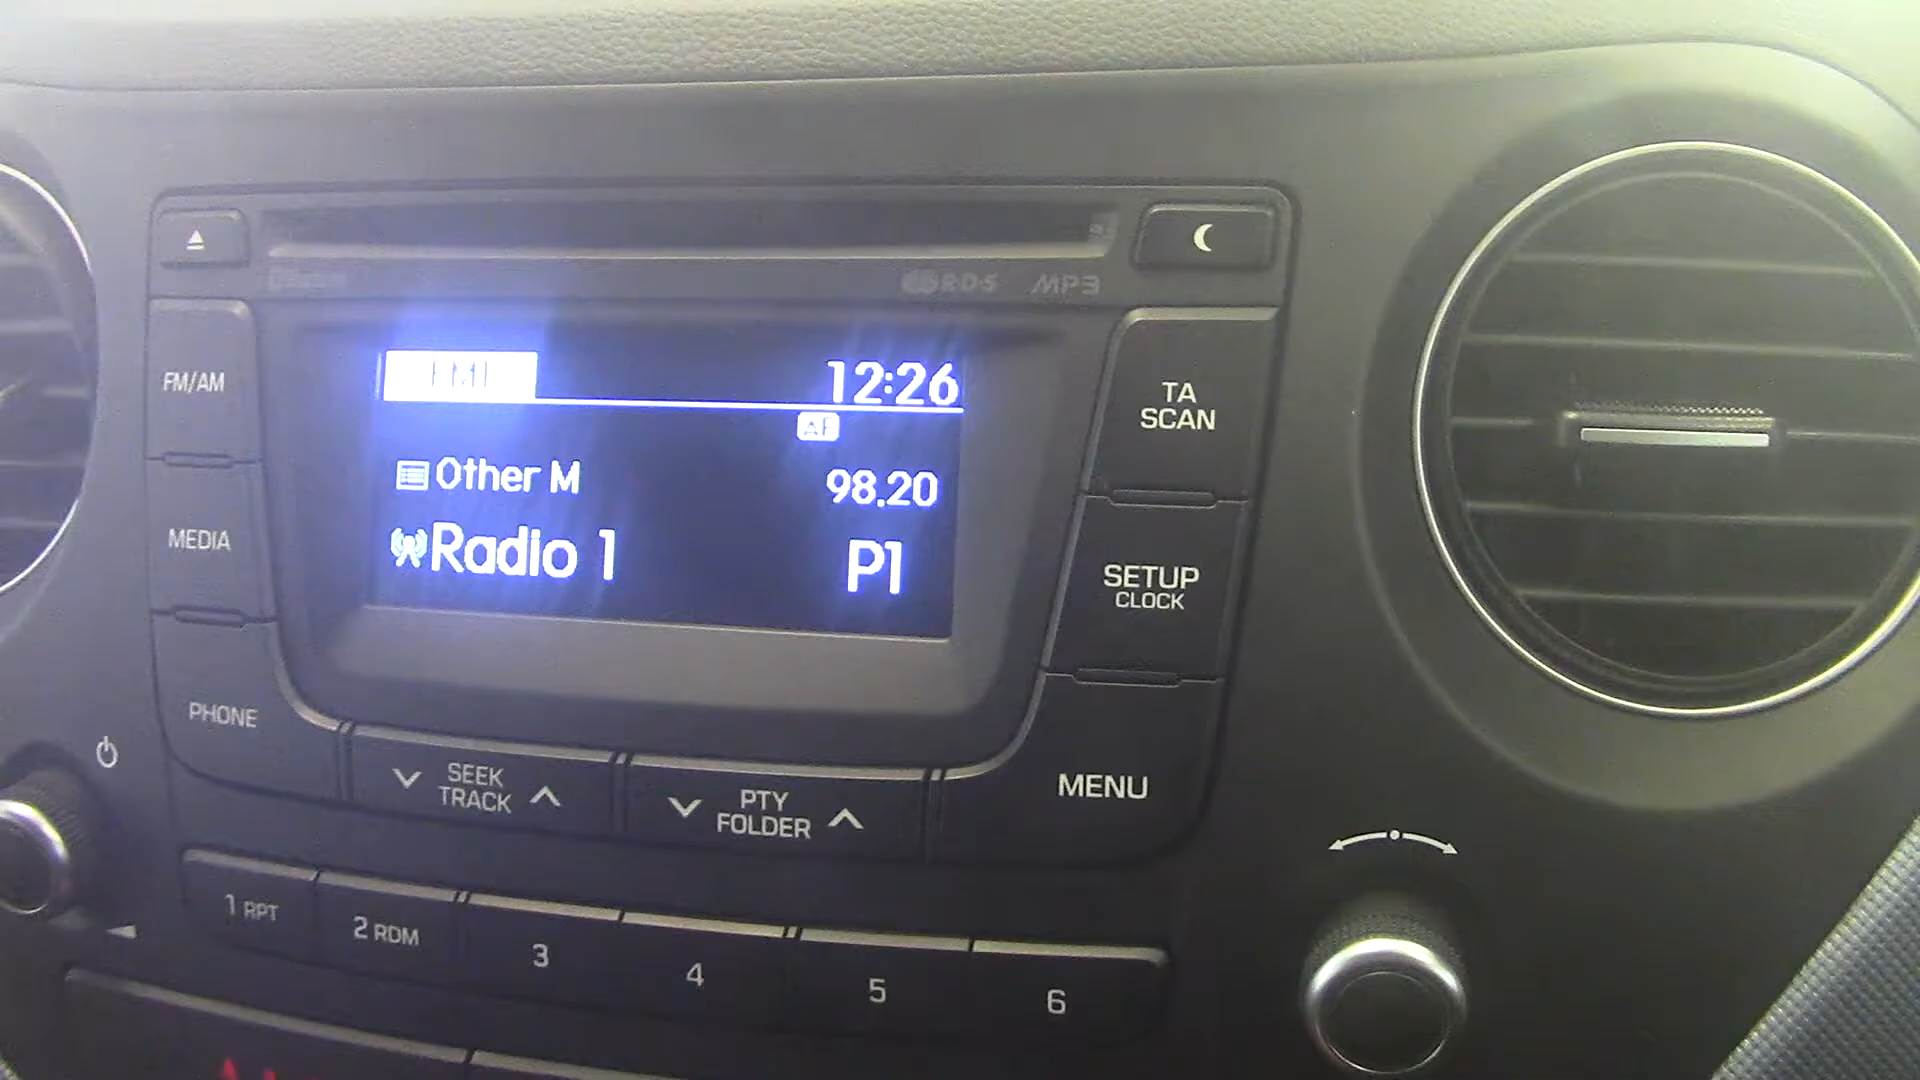 RDS MP3
FM1 12:26
AF
Other M 98.20
Radio 1 P1
FM/AM
MEDIA
PHONE
TA
SCAN
SETUP
CLOCK
MENU
SEEK
TRACK
PTY
FOLDER
1 RPT
2 RDM
3
4
5
6